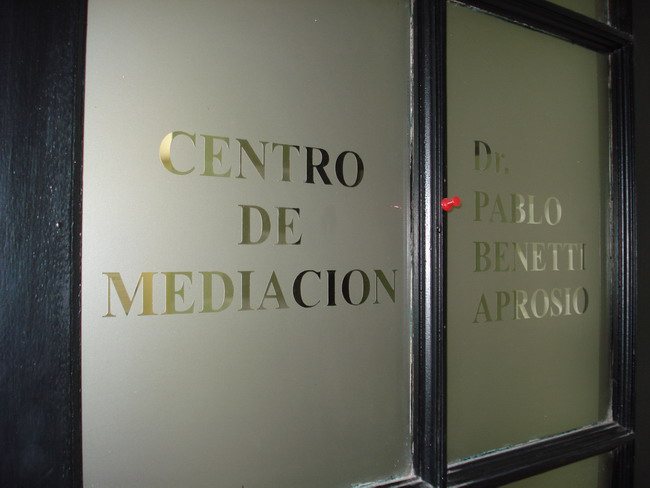 CENTRO
DE
MEDIACION
Dr.
PABLO
BENETTI
APROSIO